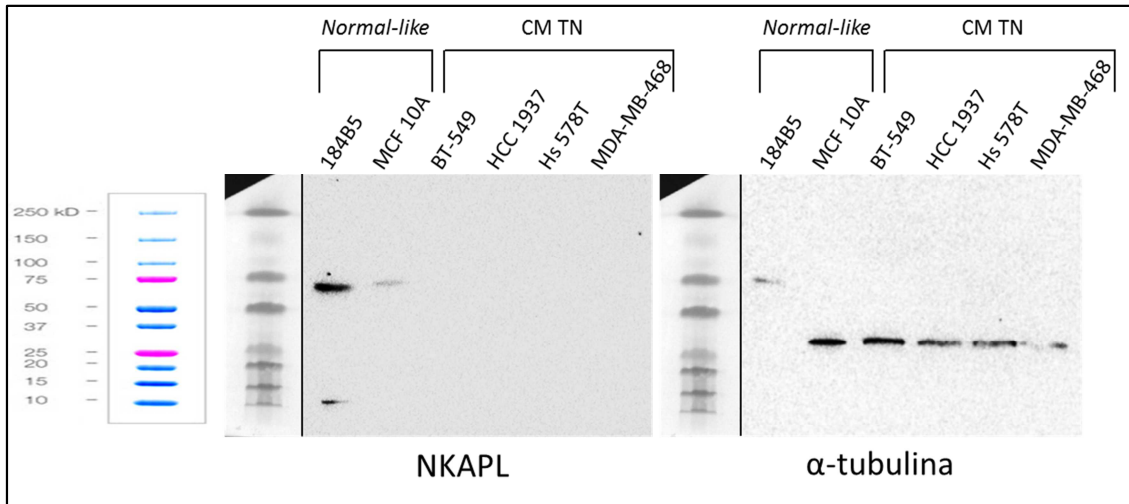 Normal-like CM TN Normal-like CM TN
184B5 MCF 10A BT-549 HCC 1937 Hs 578T MDA-MB-468 184B5 MCF 10A BT-549 HCC 1937 Hs 578T MDA-MB-468
250 kD –
150 –
100 –
75 –
50 –
37 –
25 –
20 –
15 –
10 –
NKAPL α-tubulina